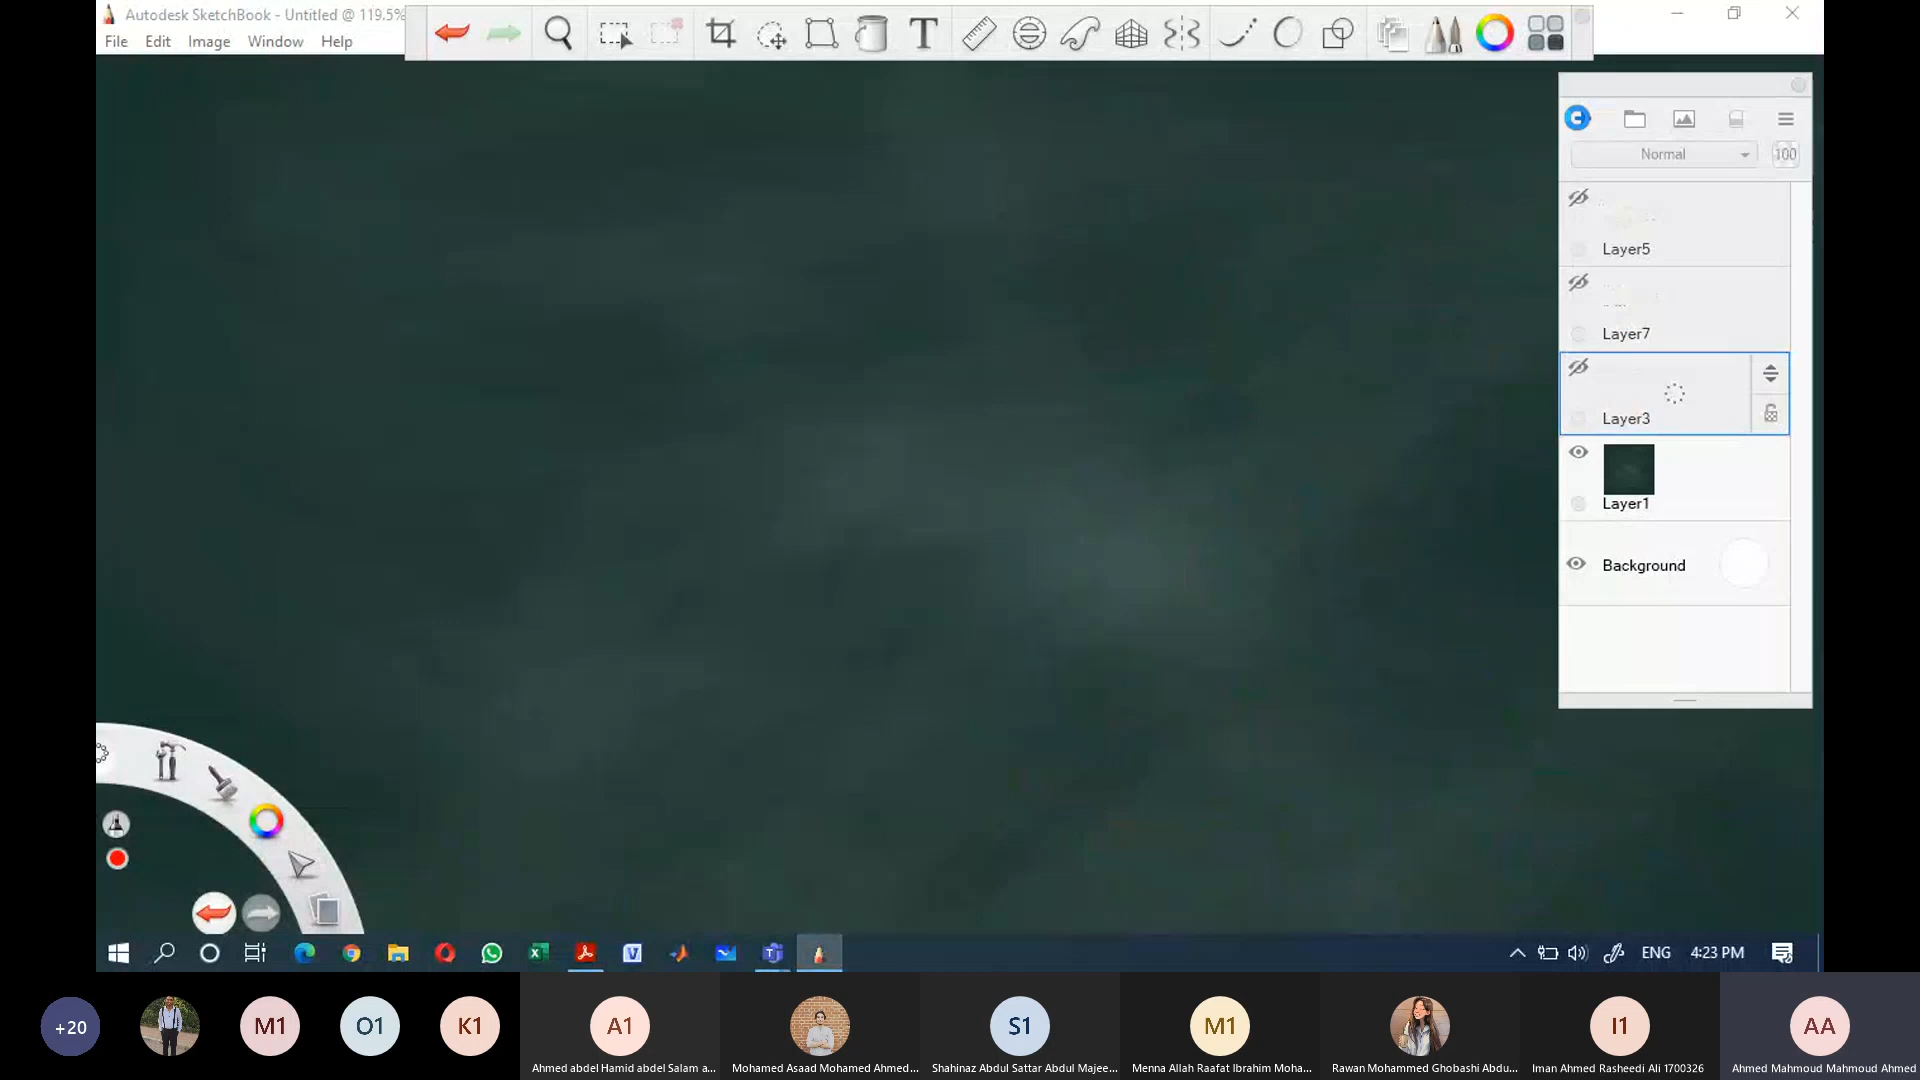 Autodesk SketchBook - Untitled @ 119.5%
File Edit Image Window Help
T
Normal 100
Layer5
Layer7
Layer3
Layer1
Background
ENG 4:23 PM
+20 M1 O1 K1 A1 S1 M1 I1 AA
Ahmed abdel Hamid abdel Salam a... Mohamed Asaad Mohamed Ahmed... Shahinaz Abdul Sattar Abdul Majee... Menna Allah Raafat Ibrahim Moha... Rawan Mohammed Ghobashi Abdu... Iman Ahmed Rasheedi Ali 1700326 Ahmed Mahmoud Mahmoud Ahmed